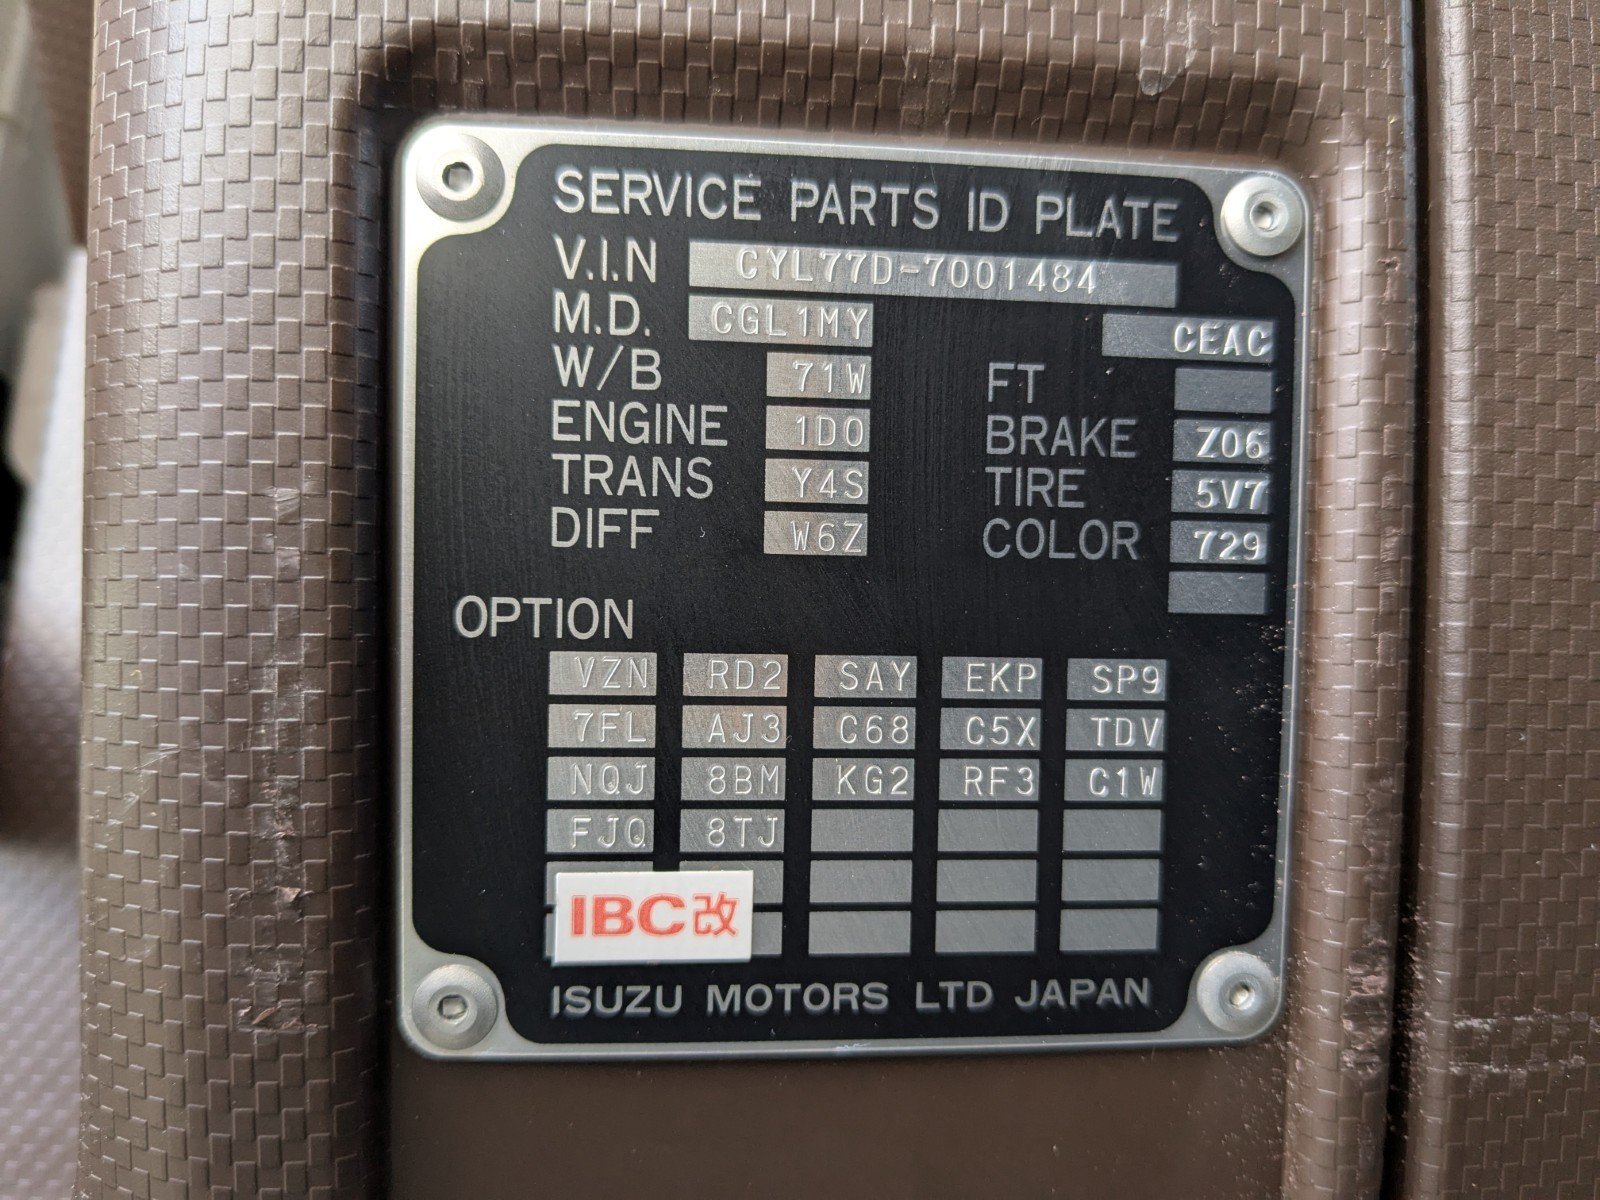 SERVICE PARTS ID PLATE
V.I.N CYL77D-7001484
M.D. CGL1MY CEAC
W/B 71W FT
ENGINE 1D0 BRAKE Z06
TRANS Y4S TIRE 5V7
DIFF W6Z COLOR 729
OPTION
VZN RD2 SAY EKP SP9
7FL AJ3 C68 C5X TDV
NQJ 8BM KG2 RF3 C1W
FJQ 8TJ
IBC改
ISUZU MOTORS LTD JAPAN